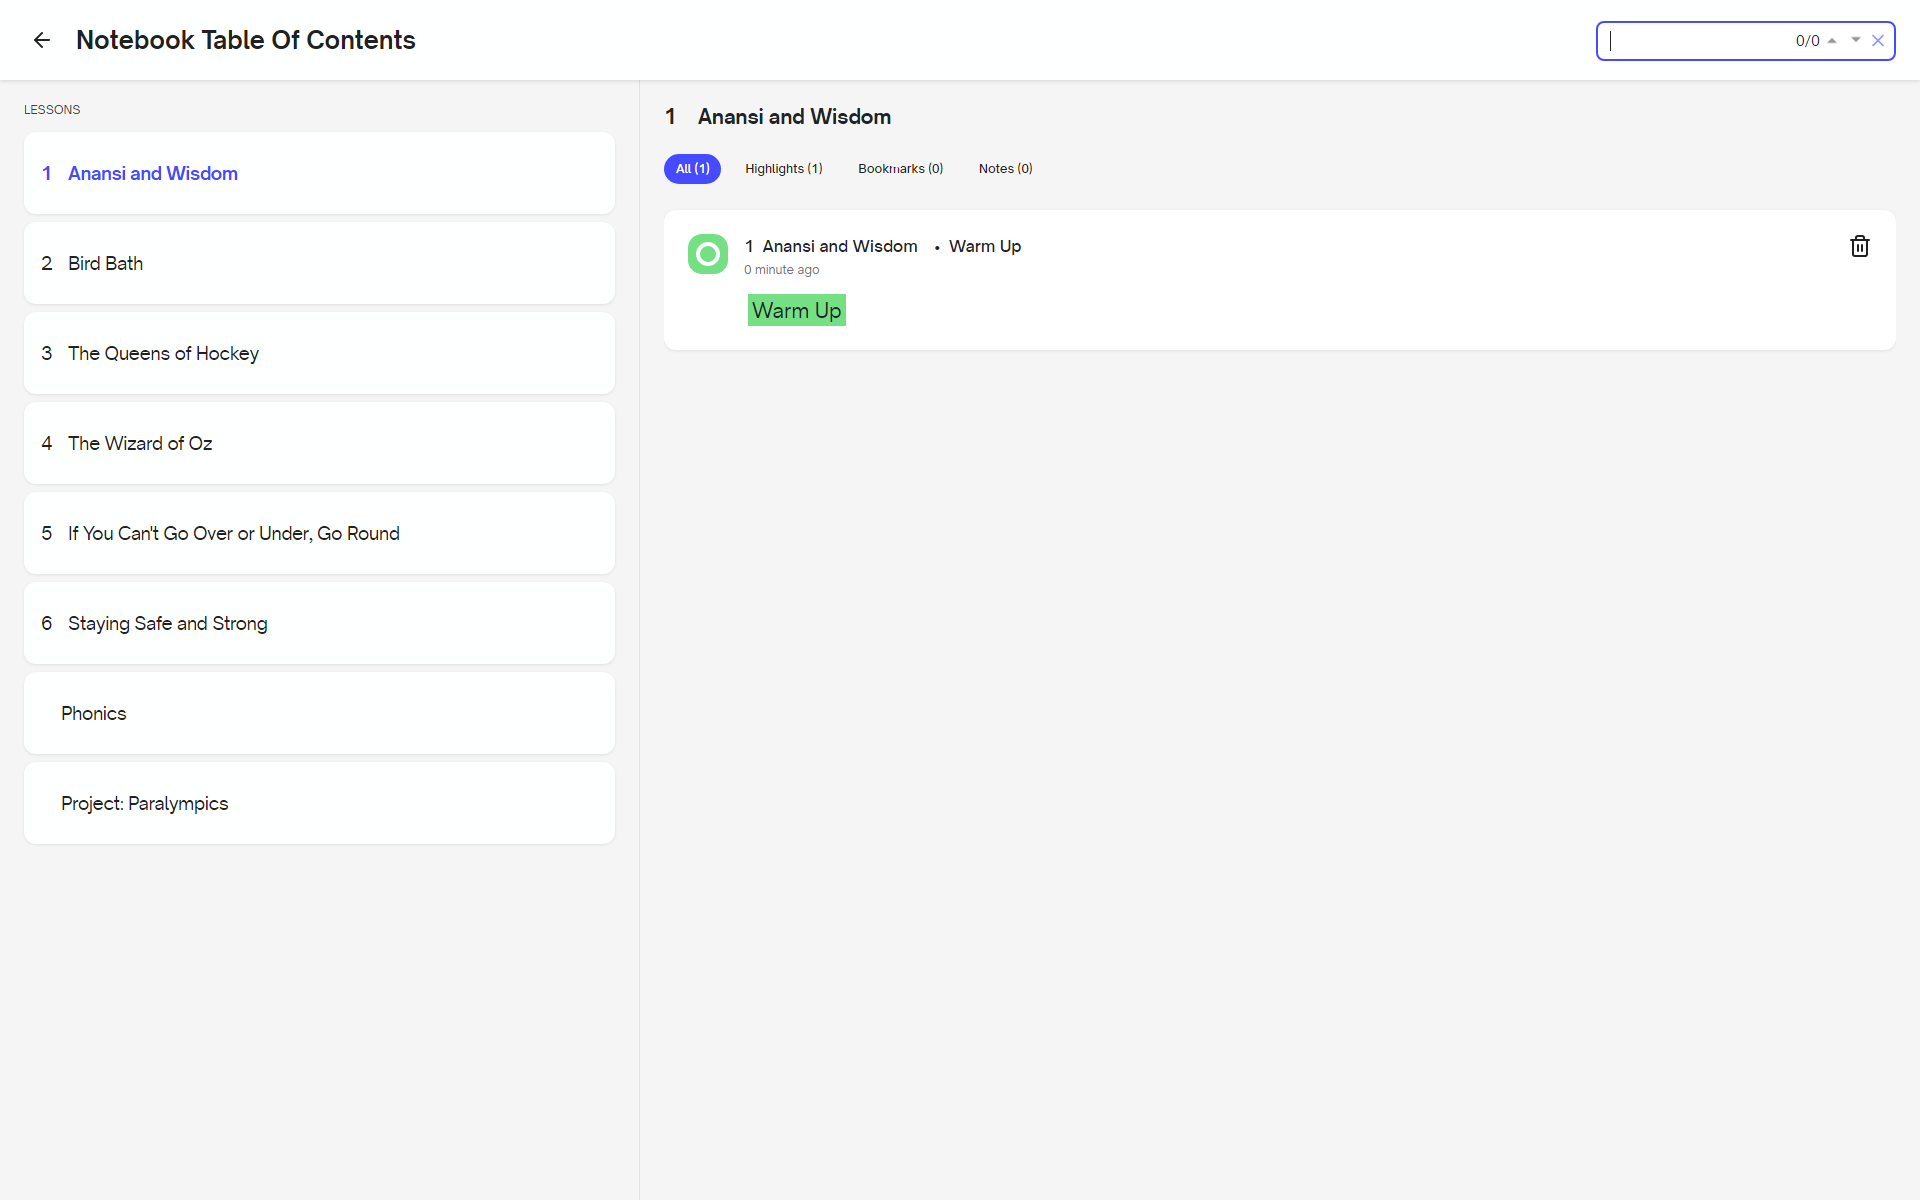 Notebook Table Of Contents
0/0
LESSONS
1 Anansi and Wisdom
2 Bird Bath
3 The Queens of Hockey
4 The Wizard of Oz
5 If You Can't Go Over or Under, Go Round
6 Staying Safe and Strong
Phonics
Project: Paralympics
1 Anansi and Wisdom
All (1) Highlights (1) Bookmarks (0) Notes (0)
1 Anansi and Wisdom • Warm Up
0 minute ago
Warm Up